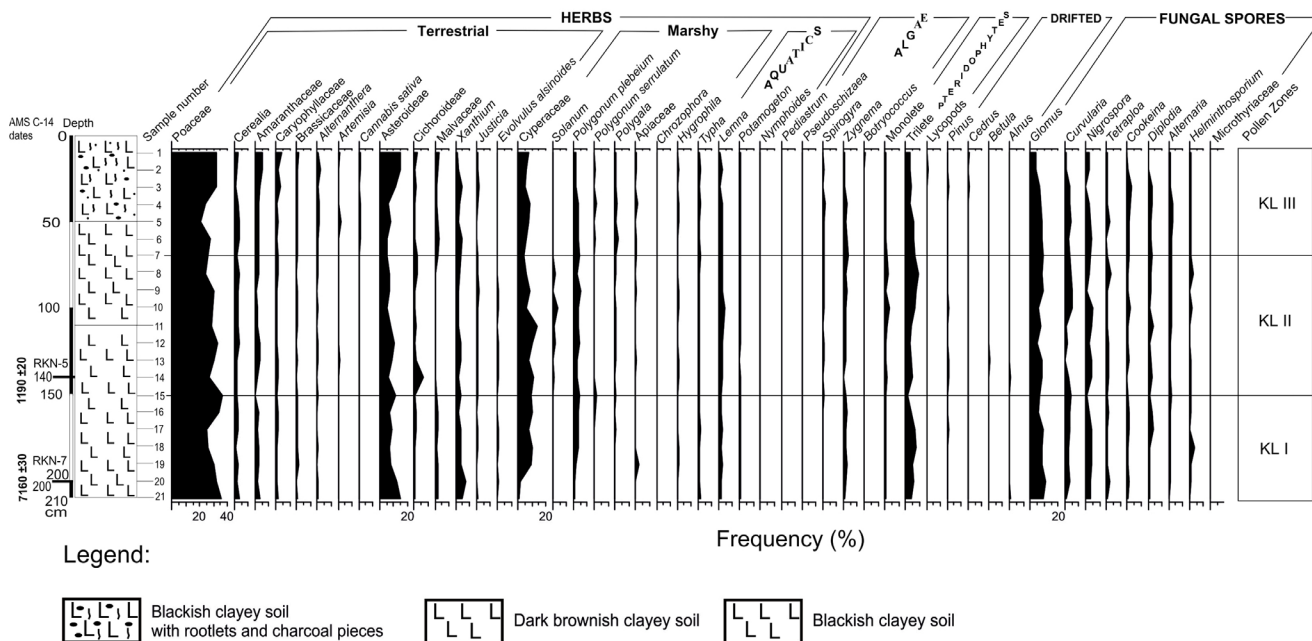 HERBS
ALGAE
PTERIDOPHYTES
DRIFTED
FUNGAL SPORES
Terrestrial
Marshy
AQUATICS
AMS C-14
dates
Depth
Sample number
Poaceae
Cerealia
Amaranthaceae
Caryophyllaceae
Brassicaceae
Alternanthera
Artemisia
Cannabis sativa
Asteroideae
Cichoroideae
Malvaceae
Xanthium
Justicia
Evolvulus alsinoides
Cyperaceae
Solanum
Polygonum plebeium
Polygonum serrulatum
Polygala
Apiaceae
Chrozophora
Hygrophila
Typha
Lemna
Potamogeton
Nymphoides
Pediastrum
Pseudoschizaea
Spirogyra
Zygnema
Botryococcus
Monolete
Trilete
Lycopods
Pinus
Cedrus
Betula
Alnus
Glomus
Curvularia
Nigrospora
Tetraploa
Cookeina
Diplodia
Alternaria
Helminthosporium
Microthyriaceae
Pollen Zones
0
1
2
3
4
KL III
50
5
6
7
8
9
100
10
KL II
11
12
1190 ±20
RKN-5
13
140
14
150
15
16
17
18
KL I
7160 ±30
RKN-7
19
200
20
200
21
210
cm
20
40
20
20
20
Frequency (%)
Legend:
Blackish clayey soil
with rootlets and charcoal pieces
Dark brownish clayey soil
Blackish clayey soil